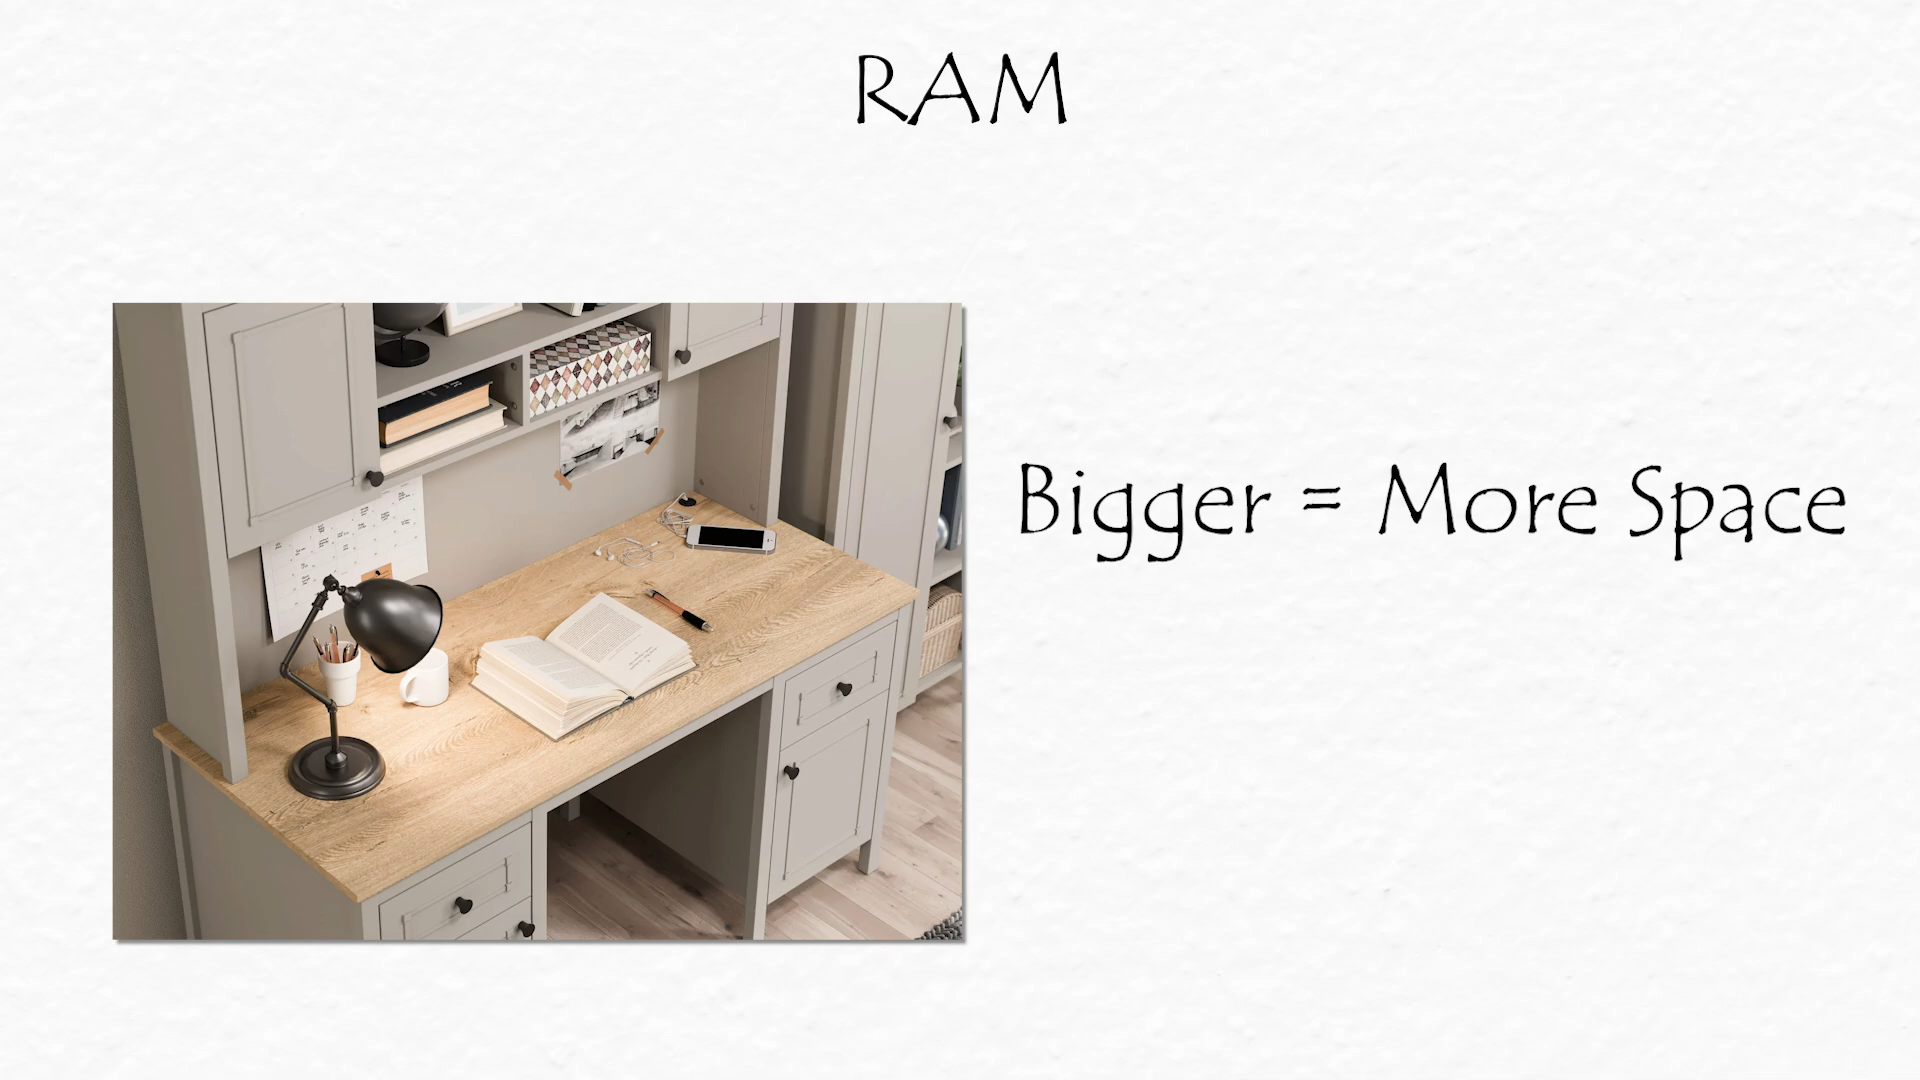 RAM
Bigger = More Space